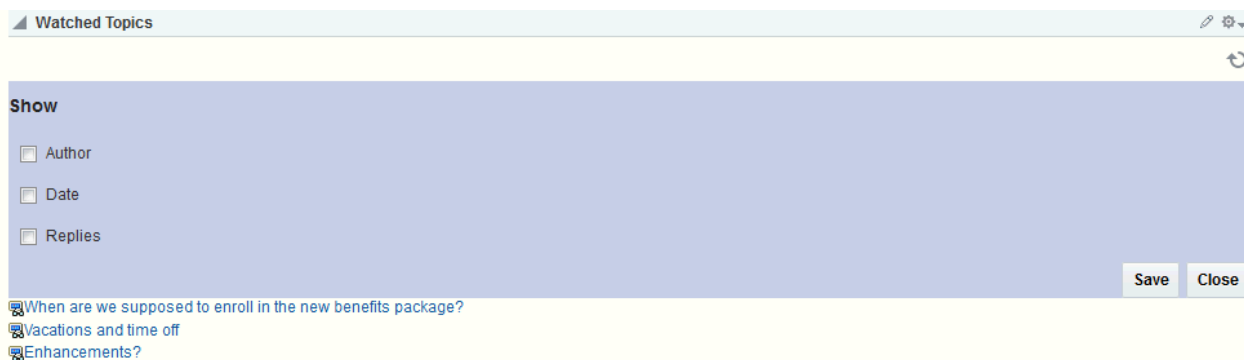 Watched Topics
Show
Author
Date
Replies
Save Close
When are we supposed to enroll in the new benefits package?
Vacations and time off
Enhancements?